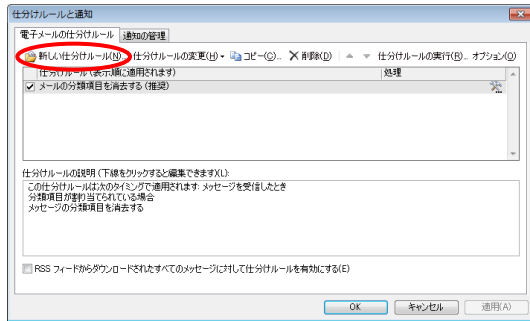 仕分けルールと通知
電子メールの仕分けルール 通知の管理
新しい仕分けルール(N)... 仕分けルールの変更(H) コピー(C)... 削除(D) 仕分けルールの実行(R)... オプション(O)
仕分けルール (表示順に適用されます) 処理
メールの分類項目を消去する (推奨)
仕分けルールの説明 (下線をクリックすると編集できます)(L):
この仕分けルールは次のタイミングで適用されます: メッセージを受信したとき
分類項目が割り当てられている場合
メッセージの分類項目を消去する
RSS フィードからダウンロードされたすべてのメッセージに対して仕分けルールを有効にする(E)
OK キャンセル 適用(A)